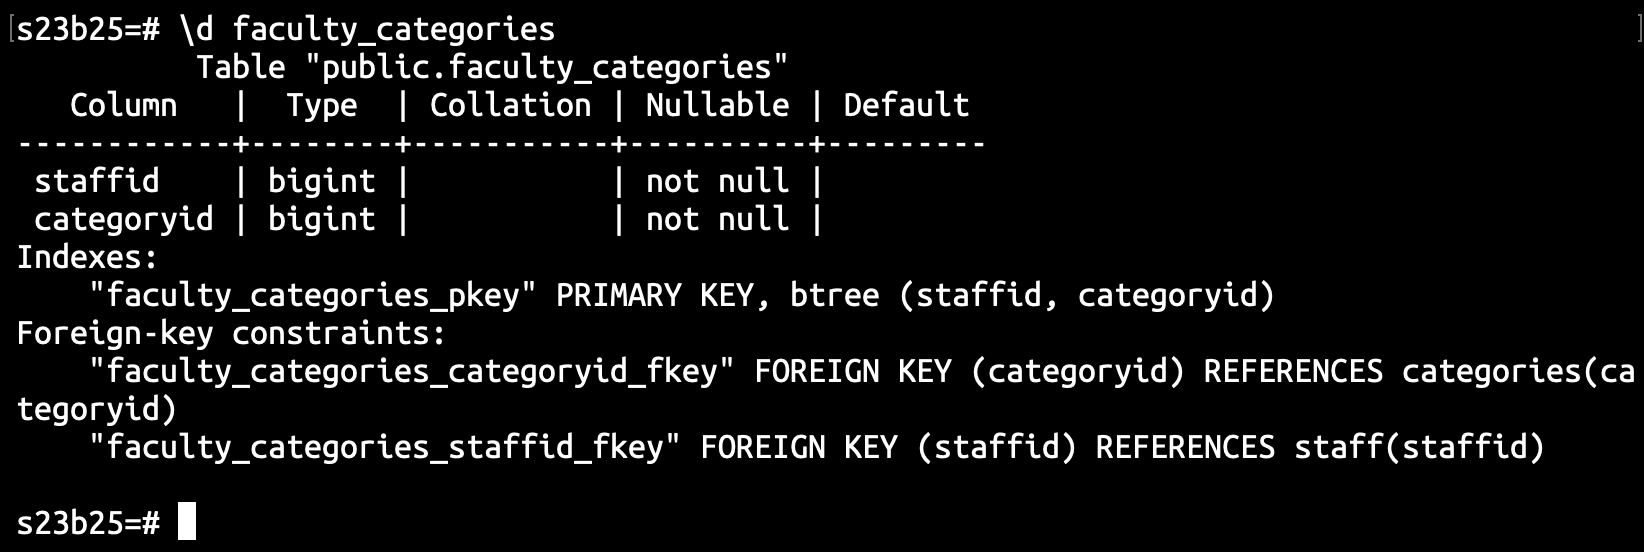 [s23b25=# \d faculty_categories ]
Table "public.faculty_categories"
Column | Type | Collation | Nullable | Default
------------+--------+-----------+----------+---------
staffid | bigint | | not null |
categoryid | bigint | | not null |
Indexes:
"faculty_categories_pkey" PRIMARY KEY, btree (staffid, categoryid)
Foreign-key constraints:
"faculty_categories_categoryid_fkey" FOREIGN KEY (categoryid) REFERENCES categories(ca
tegoryid)
"faculty_categories_staffid_fkey" FOREIGN KEY (staffid) REFERENCES staff(staffid)
s23b25=#